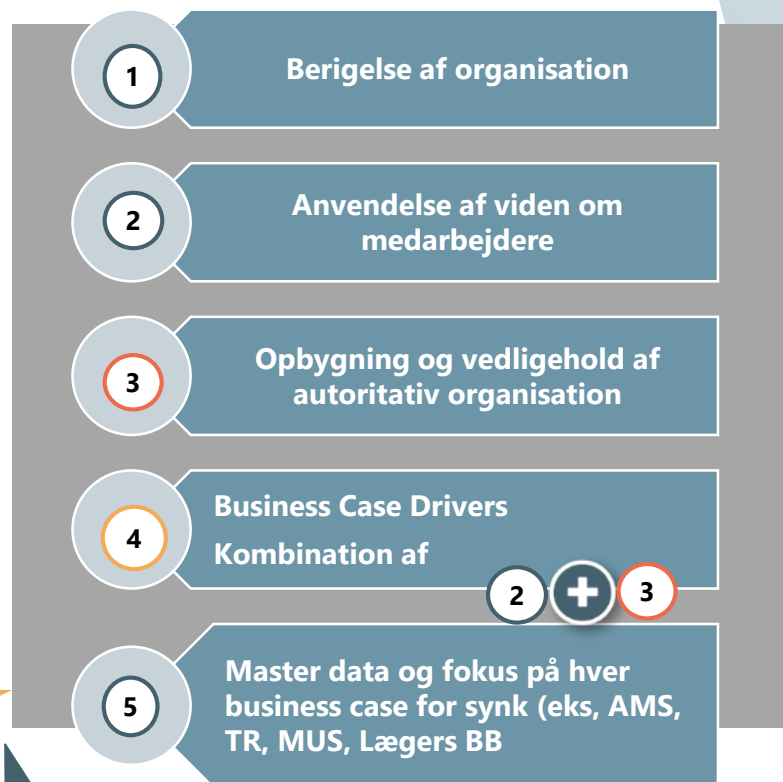 1
Berigelse af organisation
2
Anvendelse af viden om
medarbejdere
3
Opbygning og vedligehold af
autoritativ organisation
4
Business Case Drivers
Kombination af
2 + 3
5
Master data og fokus på hver
business case for synk (eks, AMS,
TR, MUS, Lægers BB